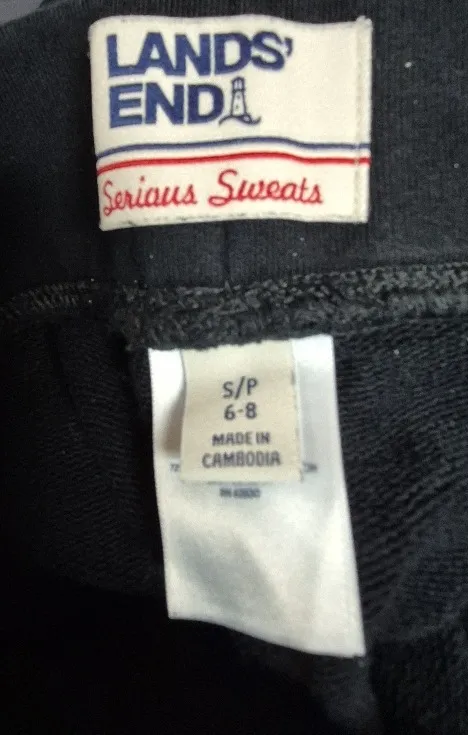 LANDS'
END
Serious Sweats
S/P
6-8
MADE IN
CAMBODIA